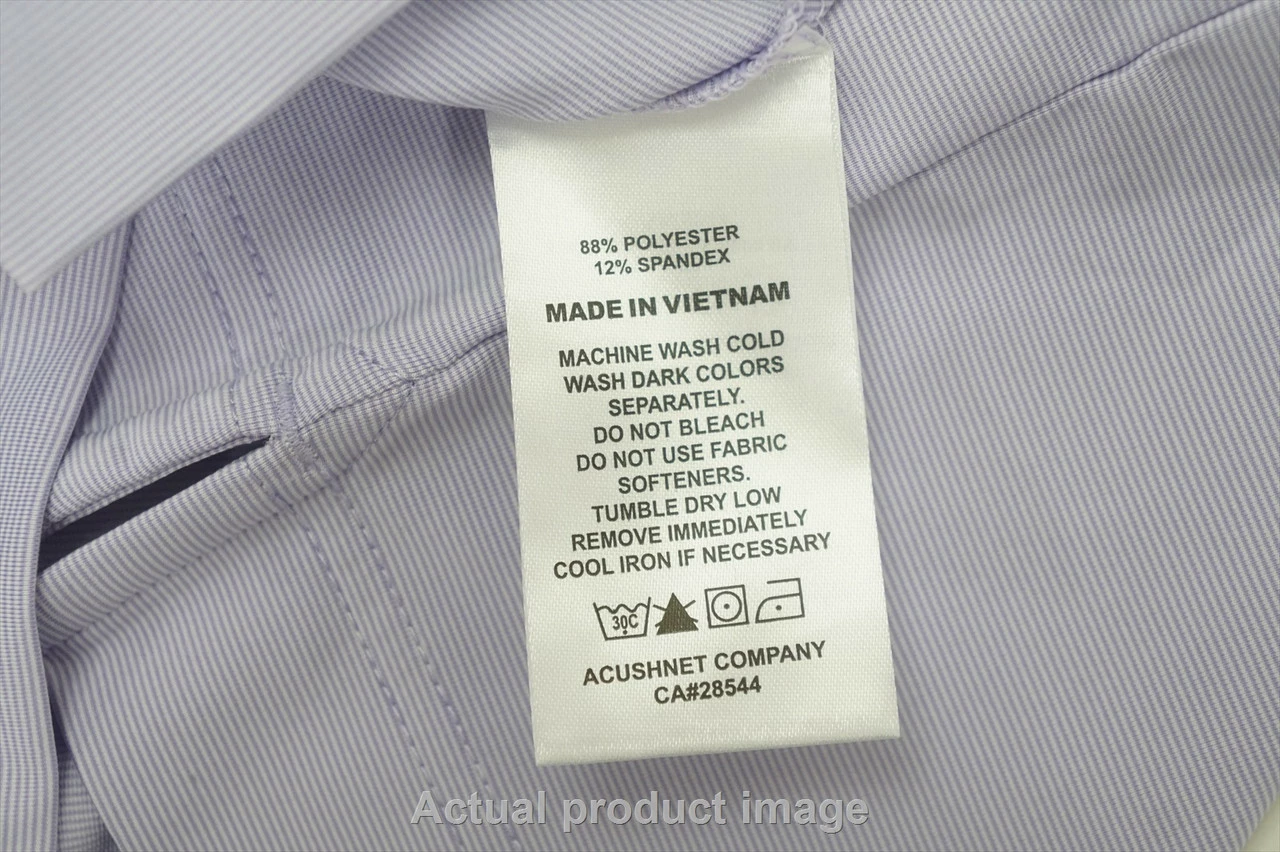 88% POLYESTER
12% SPANDEX
MADE IN VIETNAM
MACHINE WASH COLD
WASH DARK COLORS
SEPARATELY.
DO NOT BLEACH
DO NOT USE FABRIC
SOFTENERS.
TUMBLE DRY LOW
REMOVE IMMEDIATELY
COOL IRON IF NECESSARY
30C
ACUSHNET COMPANY
CA#28544
Actual product image